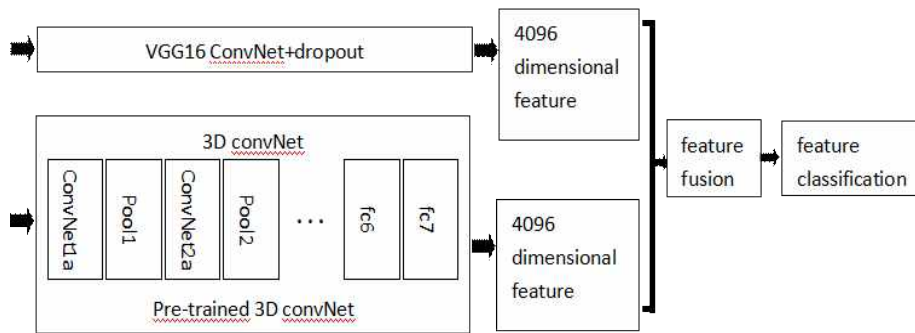 VGG16 ConvNet+dropout
4096
dimensional
feature
3D convNet
ConvNet1a
Pool1
ConvNet2a
Pool2
...
fc6
fc7
Pre-trained 3D convNet
4096
dimensional
feature
feature
fusion
feature
classification